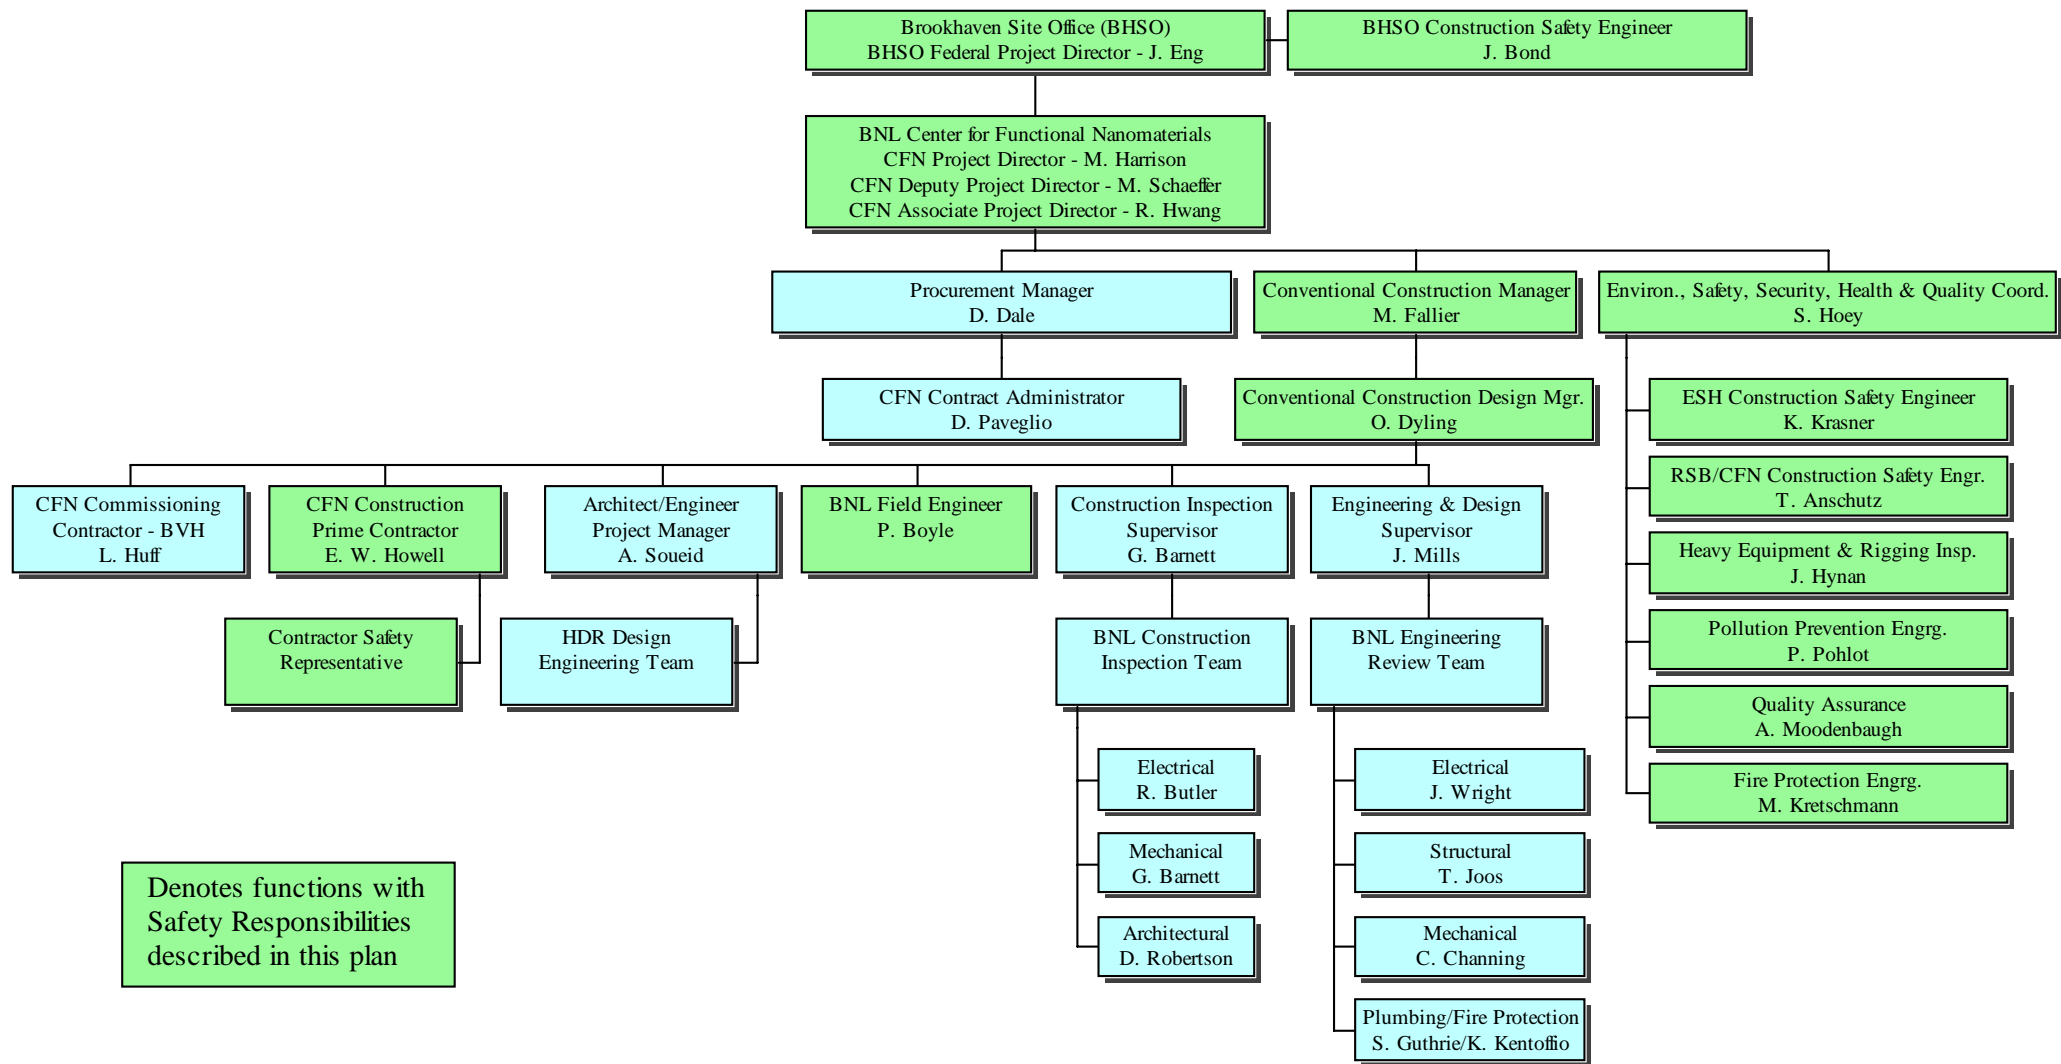 Brookhaven Site Office (BHSO)
BHSO Federal Project Director - J. Eng
BHSO Construction Safety Engineer
J. Bond
BNL Center for Functional Nanomaterials
CFN Project Director - M. Harrison
CFN Deputy Project Director - M. Schaeffer
CFN Associate Project Director - R. Hwang
Procurement Manager
D. Dale
Conventional Construction Manager
M. Fallier
Environ., Safety, Security, Health & Quality Coord.
S. Hoey
CFN Contract Administrator
D. Paveglio
Conventional Construction Design Mgr.
O. Dyling
ESH Construction Safety Engineer
K. Krasner
RSB/CFN Construction Safety Engr.
T. Anschutz
Heavy Equipment & Rigging Insp.
J. Hynan
Pollution Prevention Engrg.
P. Pohlot
Quality Assurance
A. Moodenbaugh
Fire Protection Engrg.
M. Kretschmann
CFN Commissioning
Contractor - BVH
L. Huff
CFN Construction
Prime Contractor
E. W. Howell
Architect/Engineer
Project Manager
A. Soueid
BNL Field Engineer
P. Boyle
Construction Inspection
Supervisor
G. Barnett
Engineering & Design
Supervisor
J. Mills
Contractor Safety
Representative
HDR Design
Engineering Team
BNL Construction
Inspection Team
BNL Engineering
Review Team
Electrical
R. Butler
Mechanical
G. Barnett
Architectural
D. Robertson
Electrical
J. Wright
Structural
T. Joos
Mechanical
C. Channing
Plumbing/Fire Protection
S. Guthrie/K. Kentoffio
Denotes functions with
Safety Responsibilities
described in this plan